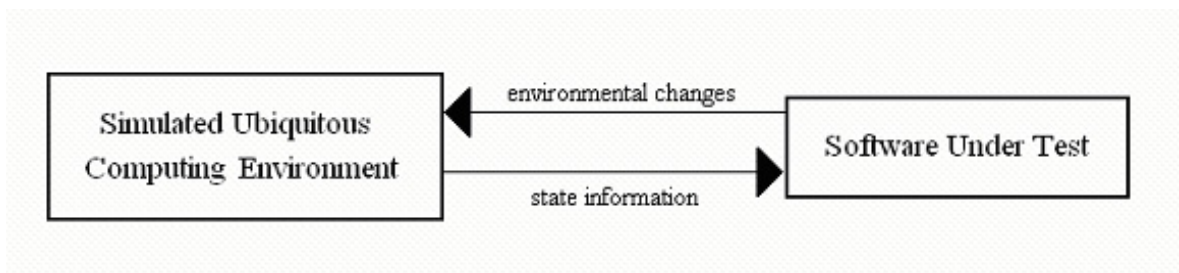 Simulated Ubiquitous
Computing Environment
environmental changes
state information
Software Under Test